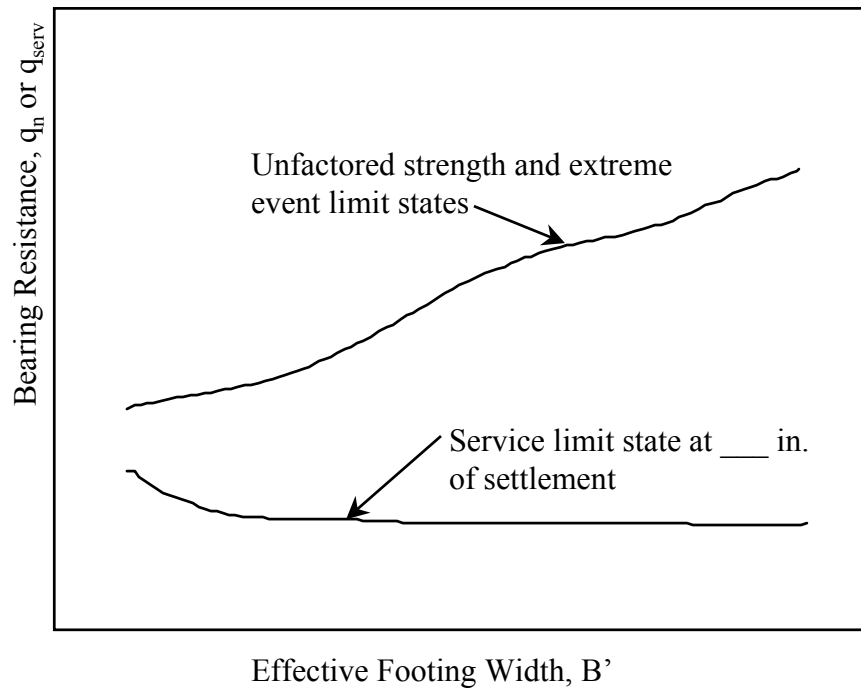 Bearing Resistance, qn or qserv
Unfactored strength and extreme
event limit states
Service limit state at ___ in.
of settlement
Effective Footing Width, B’